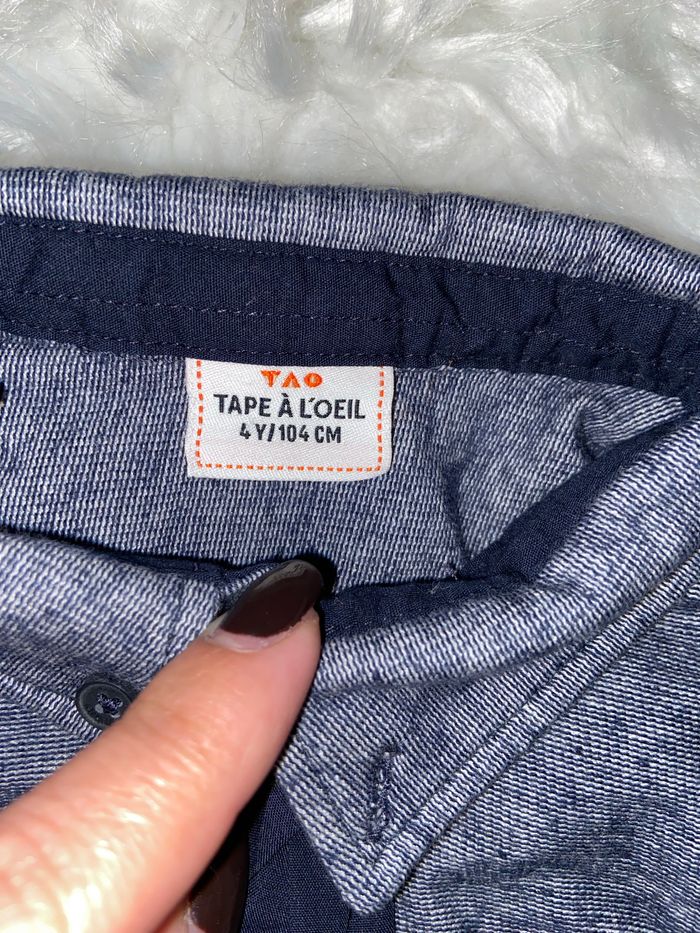 TAO
TAPE À L'OEIL
4 Y/104 CM